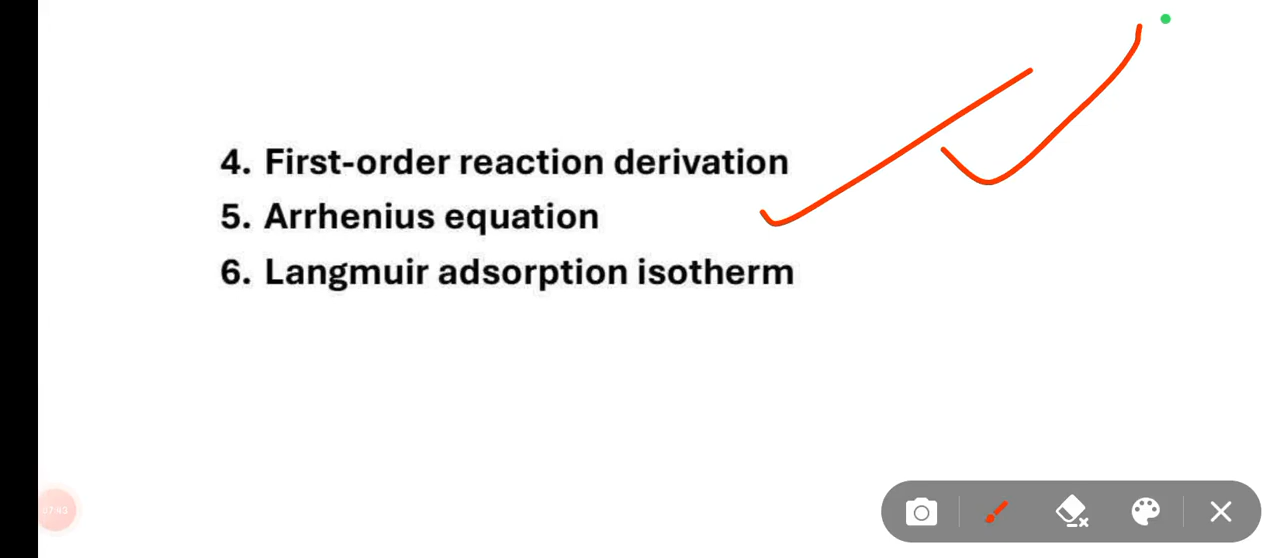 4. First-order reaction derivation
5. Arrhenius equation
6. Langmuir adsorption isotherm